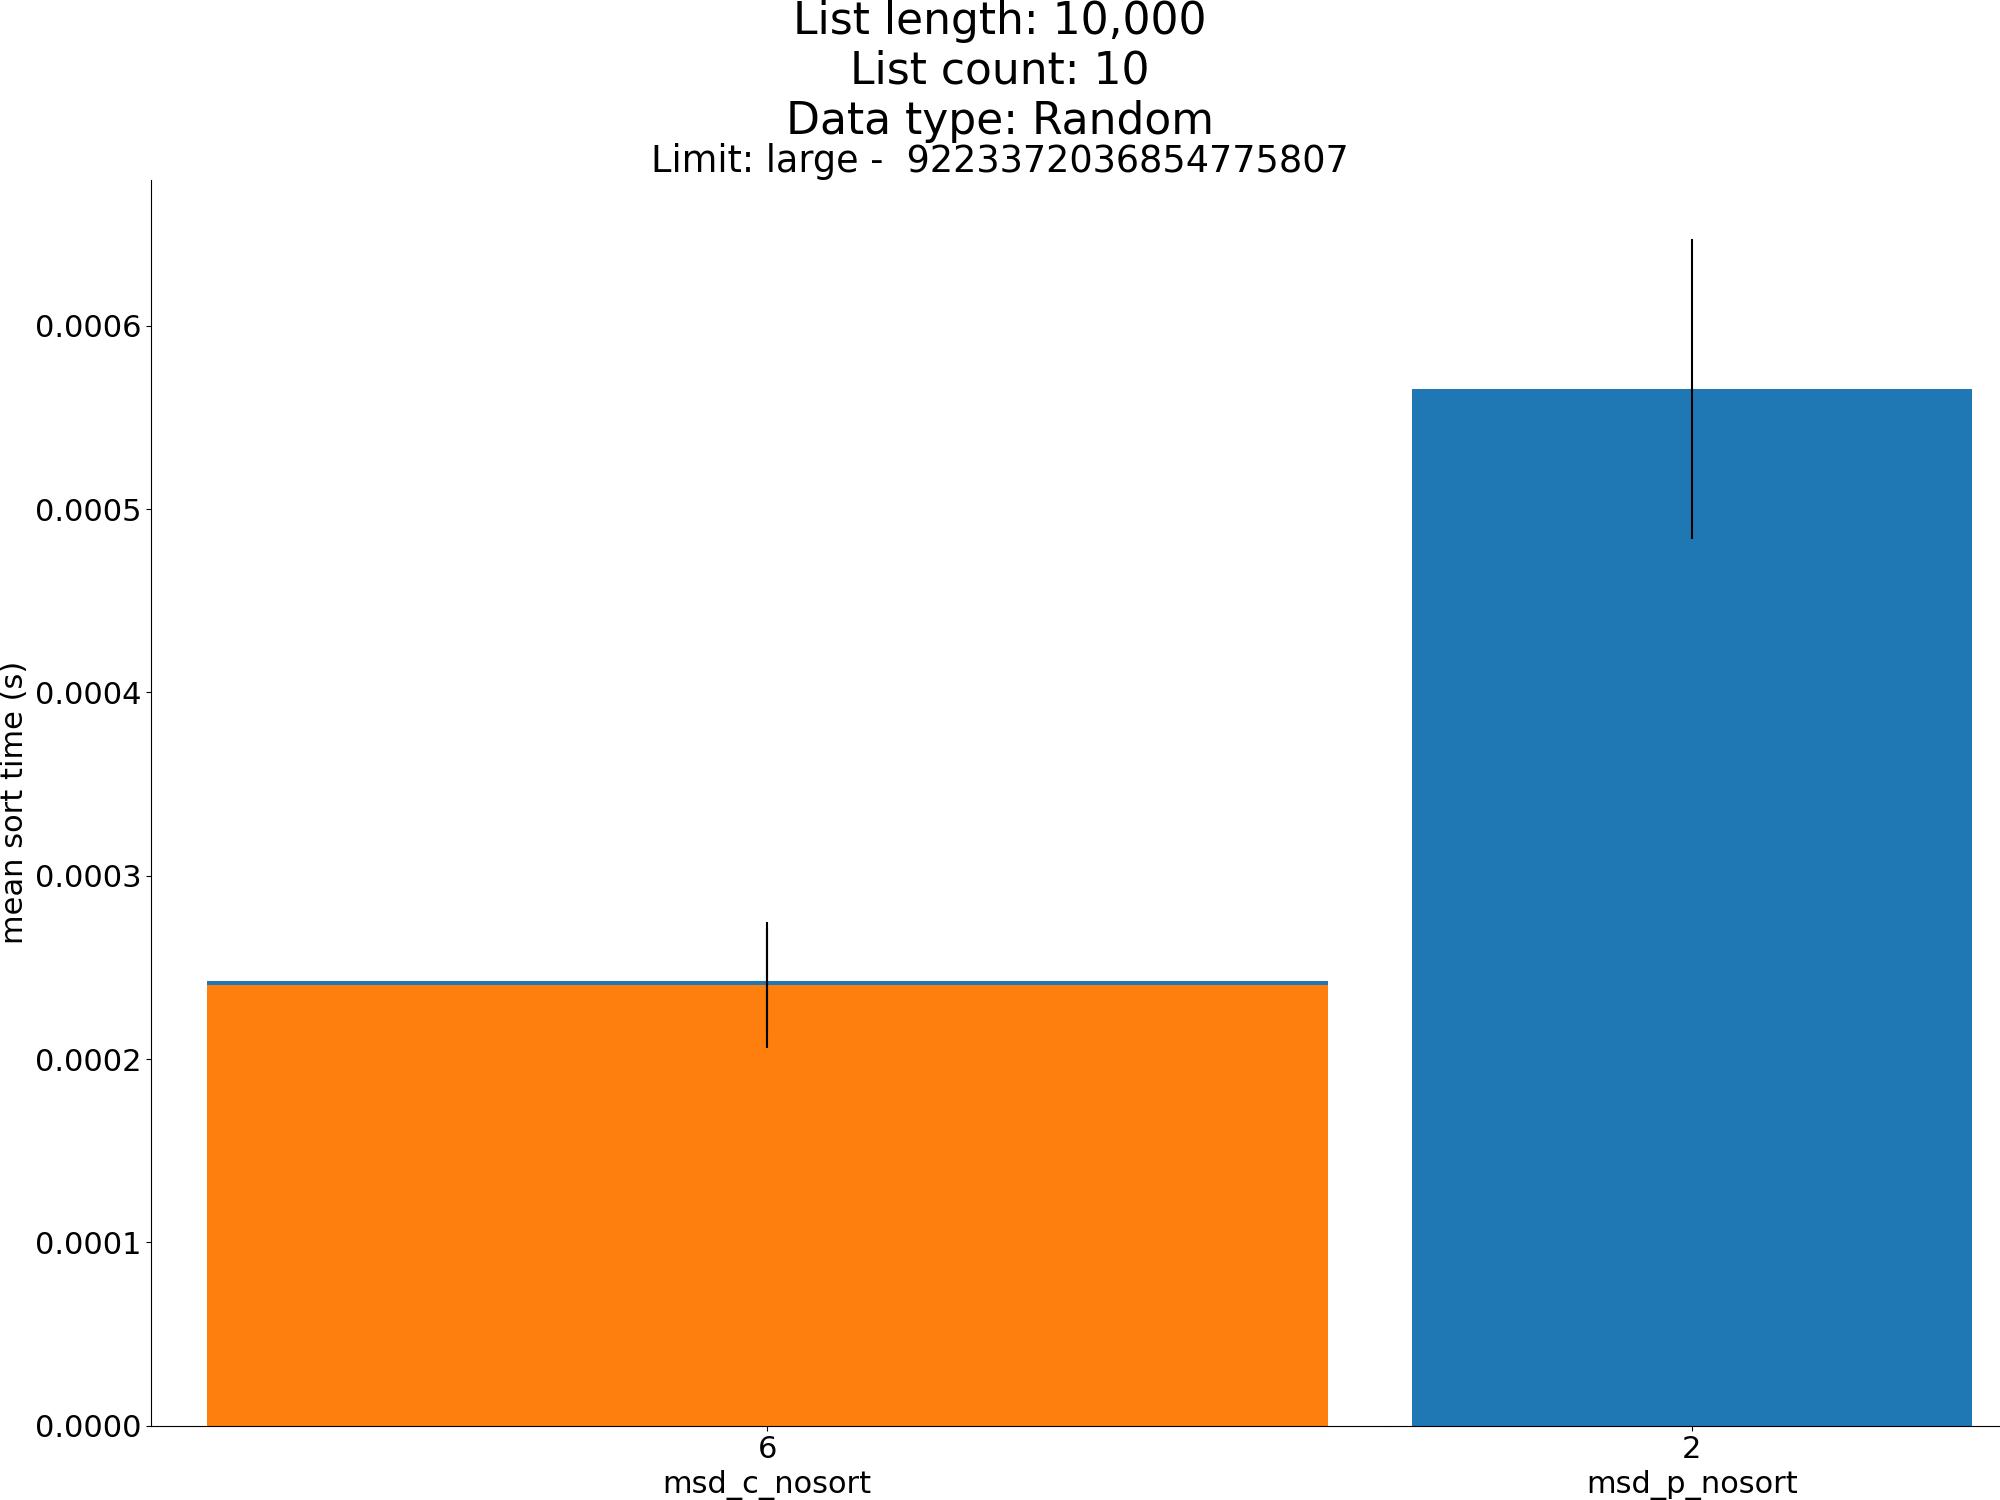 List length: 10,000
List count: 10
Data type: Random
Limit: large -  9223372036854775807
mean sort time (s)
0.0006
0.0005
0.0004
0.0003
0.0002
0.0001
0.0000
6
msd_c_nosort
2
msd_p_nosort